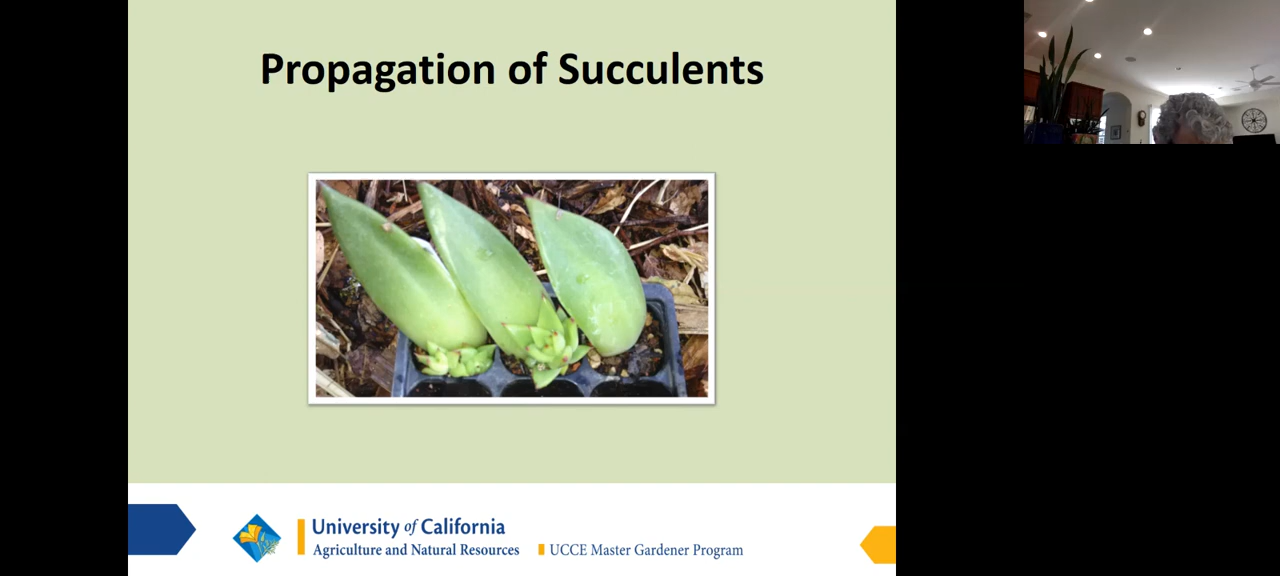 Propagation of Succulents
University of California
Agriculture and Natural Resources
UCCE Master Gardener Program